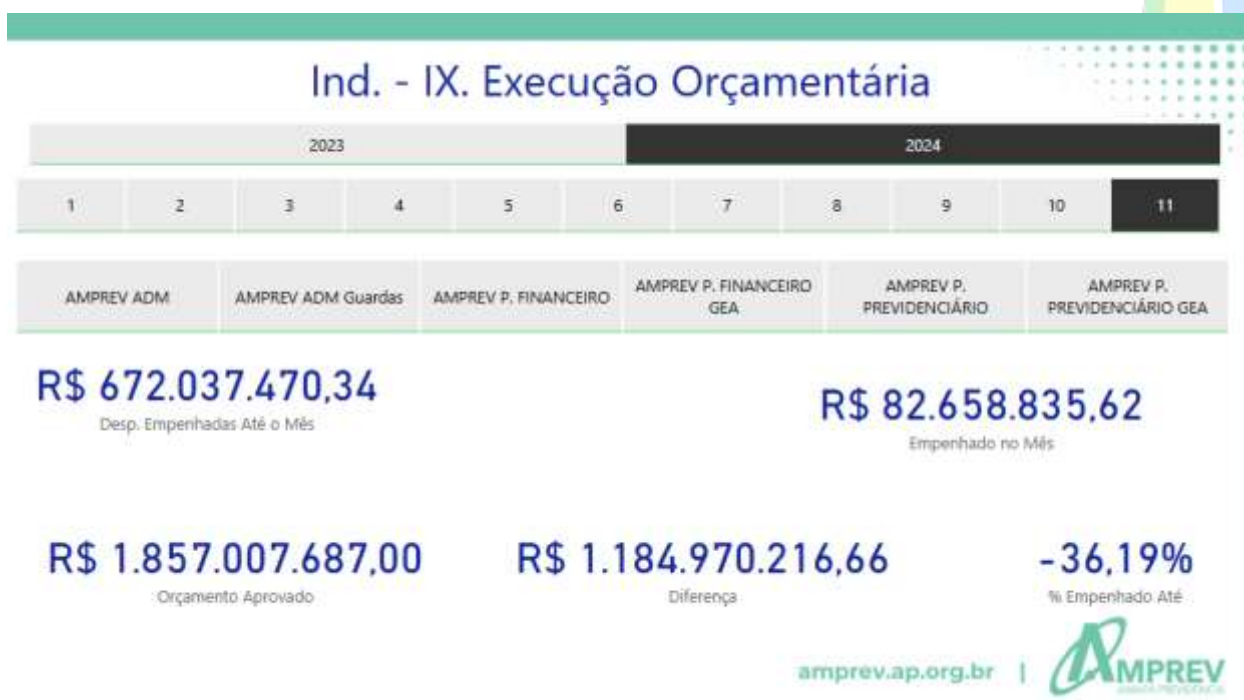 Ind. - IX. Execução Orçamentária
2023 2024
1 2 3 4 5 6 7 8 9 10 11
AMPREV ADM AMPREV ADM Guardas AMPREV P. FINANCEIRO AMPREV P. FINANCEIRO GEA AMPREV P. PREVIDENCIÁRIO AMPREV P. PREVIDENCIÁRIO GEA
R$ 672.037.470,34
Desp. Empenhadas Até o Mês
R$ 82.658.835,62
Empenhado no Mês
R$ 1.857.007.687,00 R$ 1.184.970.216,66 -36,19%
Orçamento Aprovado Diferença % Empenhado Até
amprev.ap.org.br | AMPREV